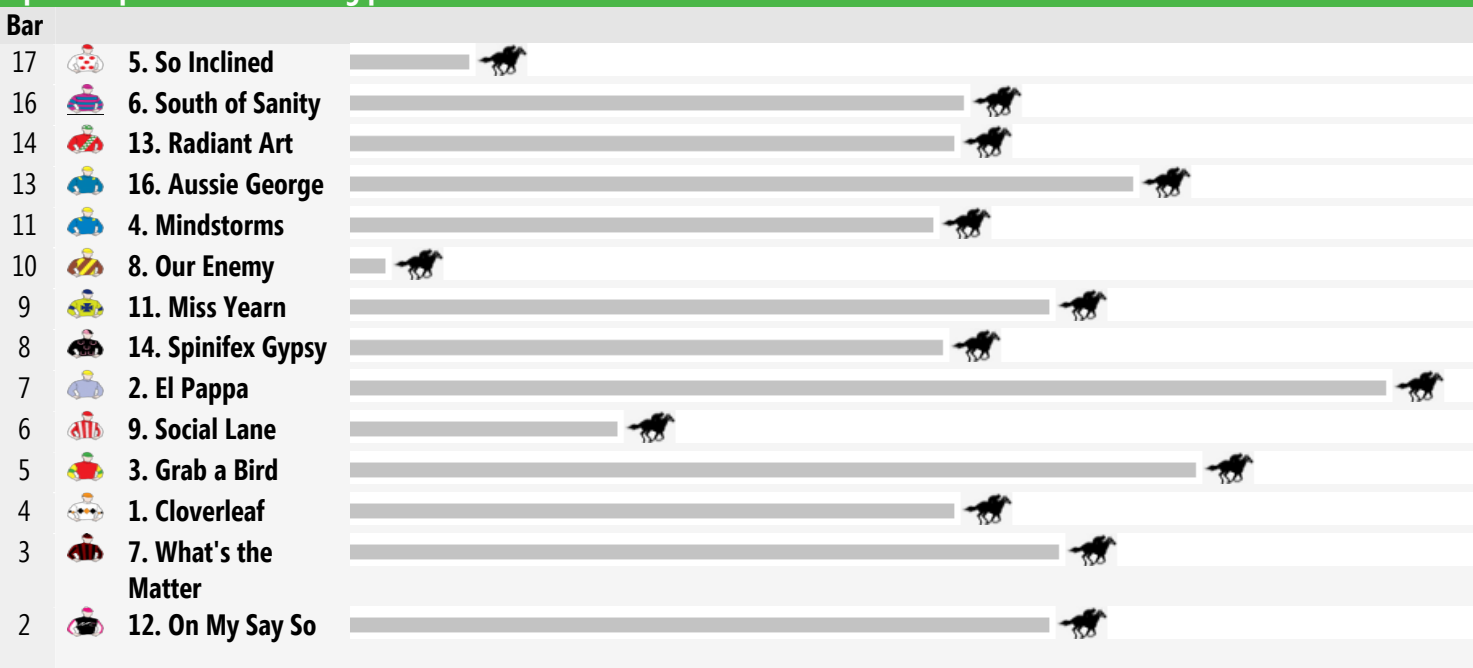 Bar
17 5. So Inclined
16 6. South of Sanity
14 13. Radiant Art
13 16. Aussie George
11 4. Mindstorms
10 8. Our Enemy
9 11. Miss Yearn
8 14. Spinifex Gypsy
7 2. El Pappa
6 9. Social Lane
5 3. Grab a Bird
4 1. Cloverleaf
3 7. What's the
Matter
2 12. On My Say So